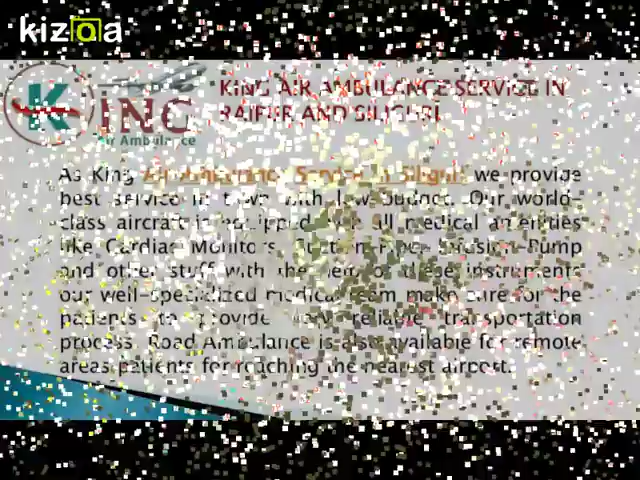 kizoa
KING
Air Ambulance
KING AIR AMBULANCE SERVICE IN
RAIPUR AND SILIGURI
As King Air Ambulance Service in Siliguri we provide
best service in town with low budget. Our world-
class aircraft is equipped with all medical amenities
like Cardiac Monitors, Suction Infusion Pump
and other stuff with the help of these instruments
our well-specialized medical team make sure for the
patients to provide very reliable transportation
process. Road Ambulance is also available for remote
areas patients for reaching the nearest airport.